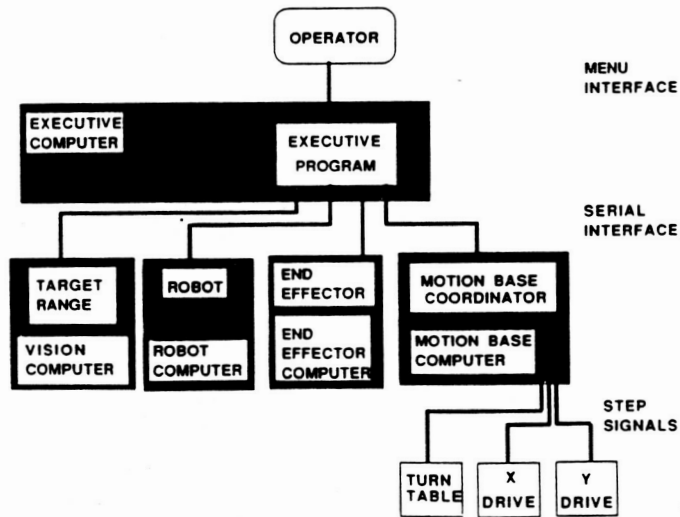 OPERATOR
MENU
INTERFACE
EXECUTIVE
COMPUTER
EXECUTIVE
PROGRAM
SERIAL
INTERFACE
TARGET
RANGE
VISION
COMPUTER
ROBOT
ROBOT
COMPUTER
END
EFFECTOR
END
EFFECTOR
COMPUTER
MOTION BASE
COORDINATOR
MOTION BASE
COMPUTER
STEP
SIGNALS
TURN
TABLE
X
DRIVE
Y
DRIVE